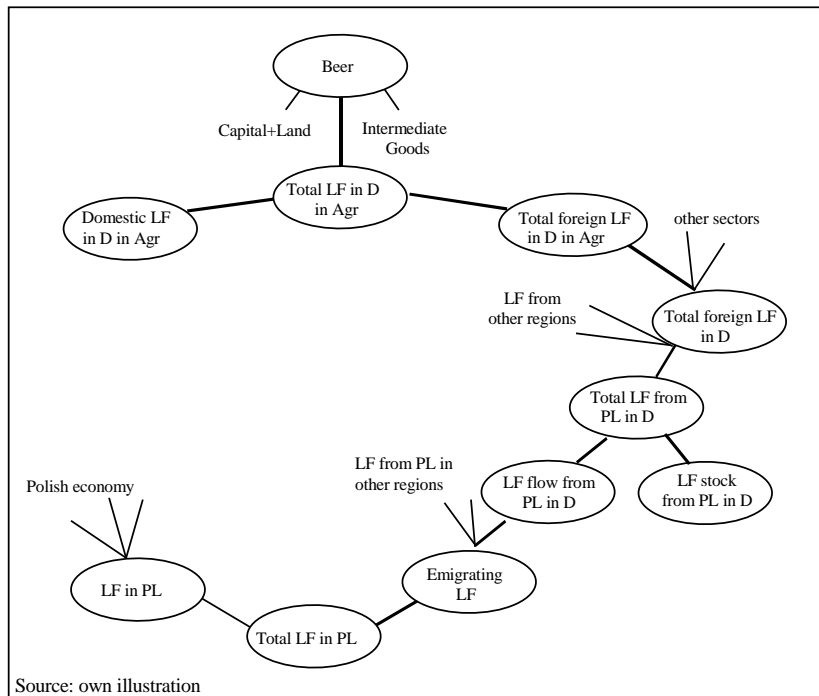 Beer
Capital+Land
Intermediate
Goods
Total LF in D
in Agr
Domestic LF
in D in Agr
Total foreign LF
in D in Agr
other sectors
LF from
other regions
Total foreign LF
in D
Total LF from
PL in D
LF from PL in
other regions
Polish economy
LF flow from
PL in D
LF stock
from PL in D
LF in PL
Emigrating
LF
Total LF in PL
Source: own illustration